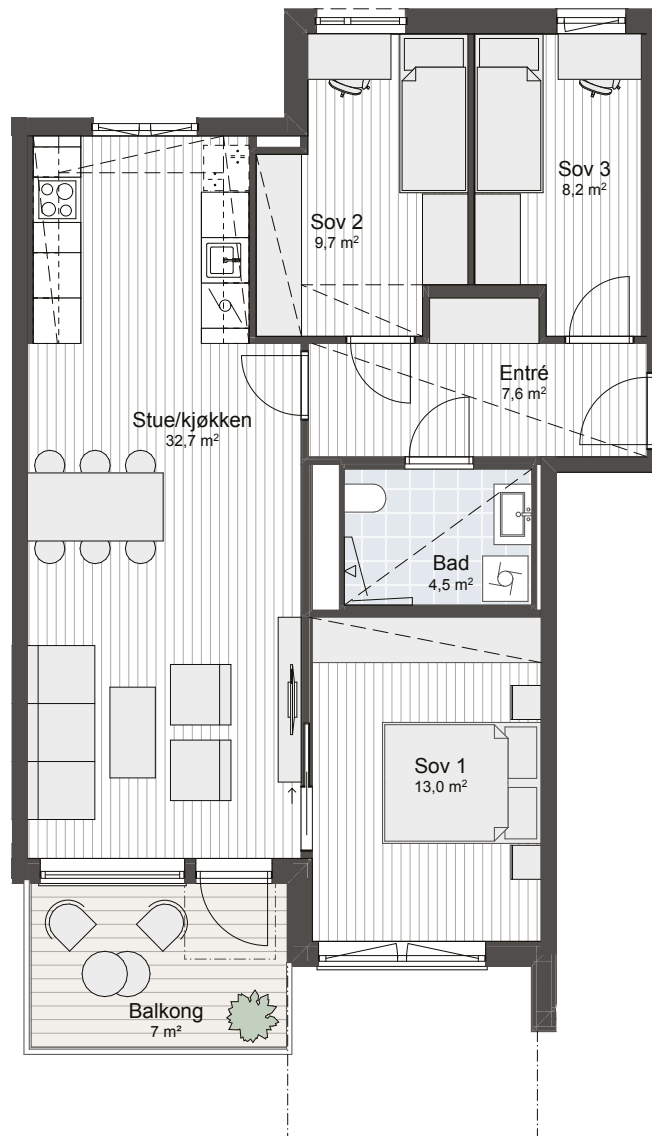 Sov 3
8,2 m²
Sov 2
9,7 m²
Entré
7,6 m²
Stue/kjøkken
32,7 m²
Bad
4,5 m²
Sov 1
13,0 m²
Balkong
7 m²